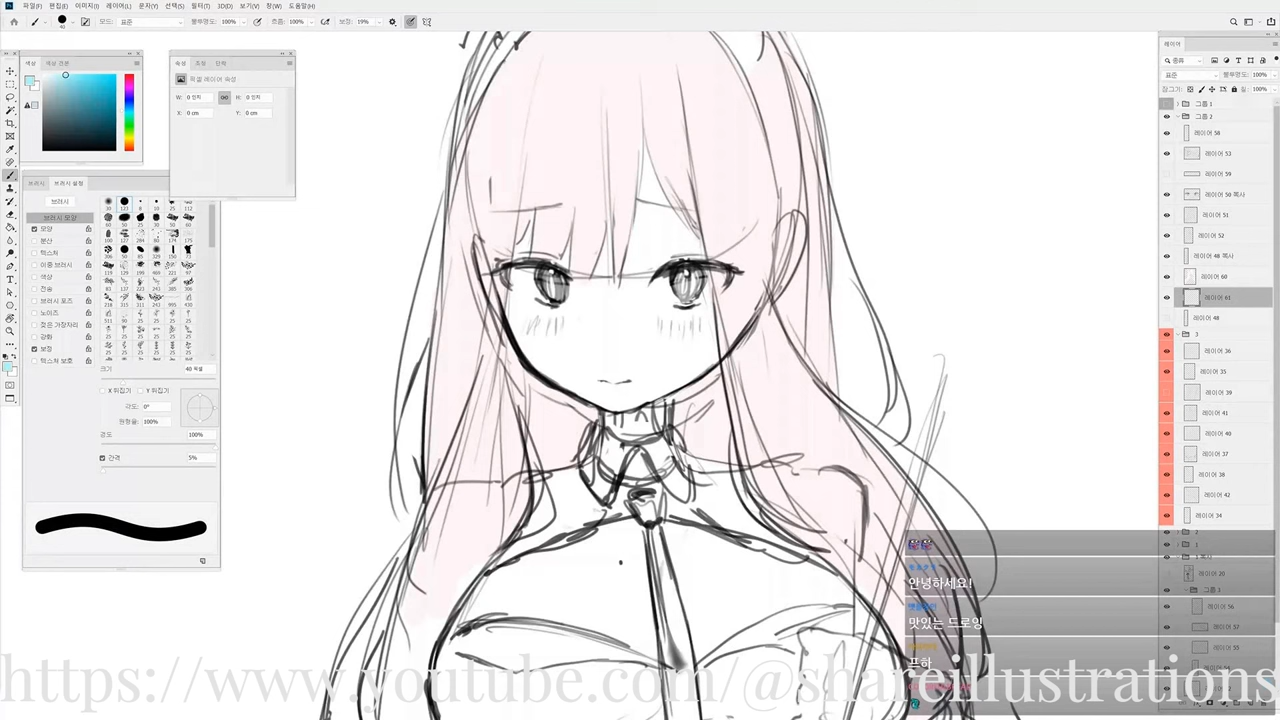 파일(F) 편집(E) 이미지(I) 레이어(L) 문자(Y) 선택(S) 필터(T) 3D(D) 보기(V) 창(W) 도움말(H)
모드: 표준 불투명도: 100% 흐름: 100% 보정: 19%
색상 색상 견본
속성 조정 단락
픽셀 레이어 속성
W: 0 인치 H: 0 인치
X: 0 cm Y: 0 cm
브러시 브러시 설정
브러시
브러시 모양
모양
분산
텍스처
이중 브러시
색상
전송
브러시 포즈
노이즈
젖은 가장자리
강화
보정
텍스처 보호
크기 40 픽셀
X 뒤집기 Y 뒤집기
각도: 0°
원형율: 100%
경도 100%
간격 5%
레이어
종류
표준 불투명도: 100%
잠그기: 칠: 100%
그룹 1
그룹 2
레이어 58
레이어 53
레이어 59
레이어 50 복사
레이어 51
레이어 52
레이어 48 복사
레이어 60
레이어 61
레이어 48
3
레이어 36
레이어 35
레이어 39
레이어 41
레이어 40
레이어 37
레이어 38
레이어 42
레이어 34
2
1
1 복사
레이어 20
그룹 3
레이어 56
레이어 57
레이어 55
안녕하세요!
맛있는 드로잉
프하
https://www.youtube.com/@shareillustrations